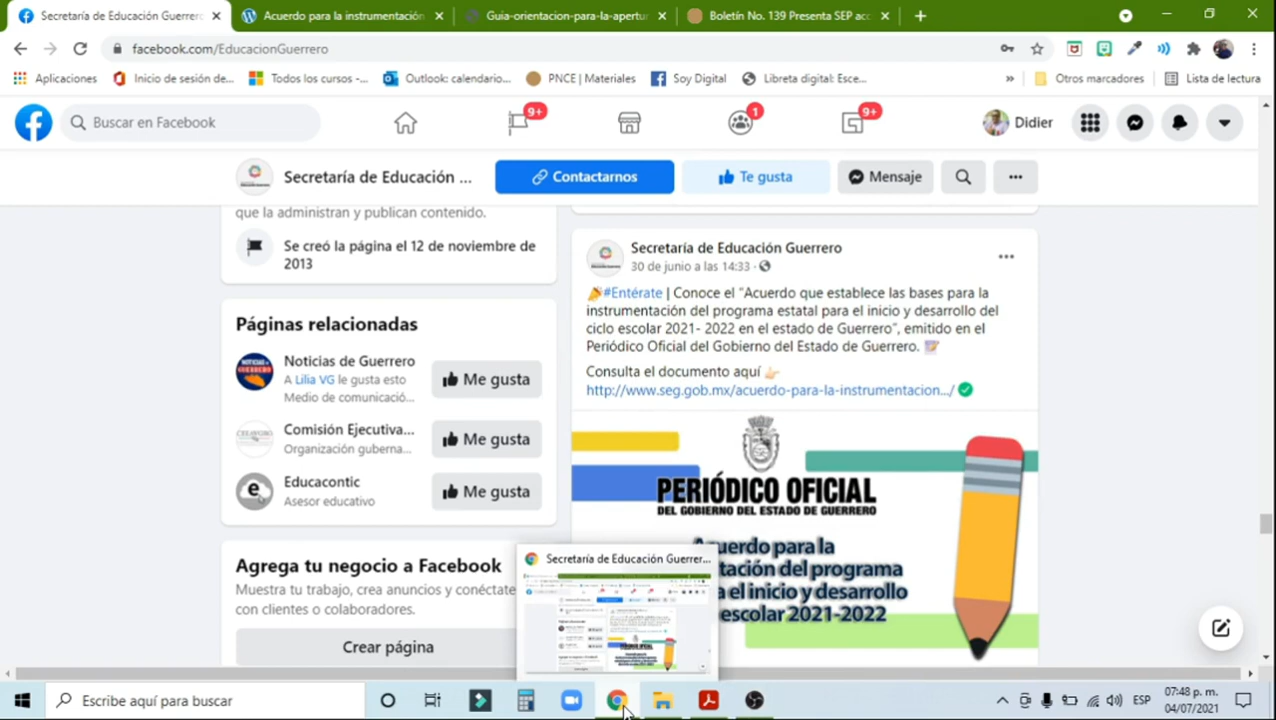 Secretaría de Educación Guerrero
Acuerdo para la instrumentación
Guia-orientacion-para-la-apertur
Boletín No. 139 Presenta SEP acc
facebook.com/EducacionGuerrero
Aplicaciones
Inicio de sesión de...
Todos los cursos -...
Outlook: calendario...
PNCE | Materiales
Soy Digital
Libreta digital: Esce...
»
Otros marcadores
Lista de lectura
Buscar en Facebook
9+
1
9+
Didier
Secretaría de Educación ...
Contactarnos
Te gusta
Mensaje
que la administran y publican contenido.
Se creó la página el 12 de noviembre de
2013
Páginas relacionadas
Noticias de Guerrero
A Lilia VG le gusta esto
Medio de comunicació...
Me gusta
Comisión Ejecutiva...
Organización guberna...
Me gusta
Educacontic
Asesor educativo
Me gusta
Agrega tu negocio a Facebook
Muestra tu trabajo, crea anuncios y conéctate
con clientes o colaboradores.
Crear página
Secretaría de Educación Guerrero
30 de junio a las 14:33 ·
#Entérate | Conoce el "Acuerdo que establece las bases para la
instrumentación del programa estatal para el inicio y desarrollo del
ciclo escolar 2021- 2022 en el estado de Guerrero", emitido en el
Periódico Oficial del Gobierno del Estado de Guerrero.
Consulta el documento aquí
http://www.seg.gob.mx/acuerdo-para-la-instrumentacion.../
PERIÓDICO OFICIAL
DEL GOBIERNO DEL ESTADO DE GUERRERO
Acuerdo para la
tación del programa
a el inicio y desarrollo
escolar 2021-2022
Secretaría de Educación Guerrer...
Escribe aquí para buscar
ESP
07:48 p. m.
04/07/2021